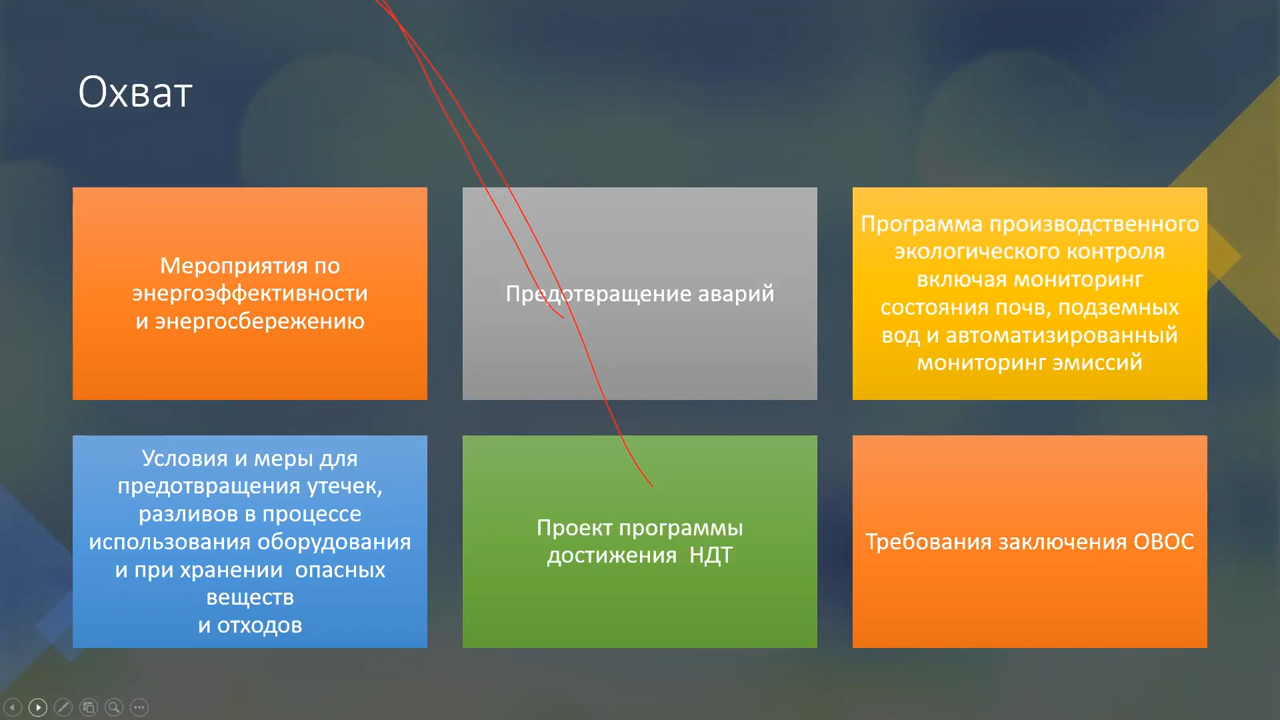 Охват
Мероприятия по
энергоэффективности
и энергосбережению
Предотвращение аварий
Программа производственного
экологического контроля
включая мониторинг
состояния почв, подземных
вод и автоматизированный
мониторинг эмиссий
Условия и меры для
предотвращения утечек,
разливов в процессе
использования оборудования
и при хранении опасных
веществ
и отходов
Проект программы
достижения НДТ
Требования заключения ОВОС